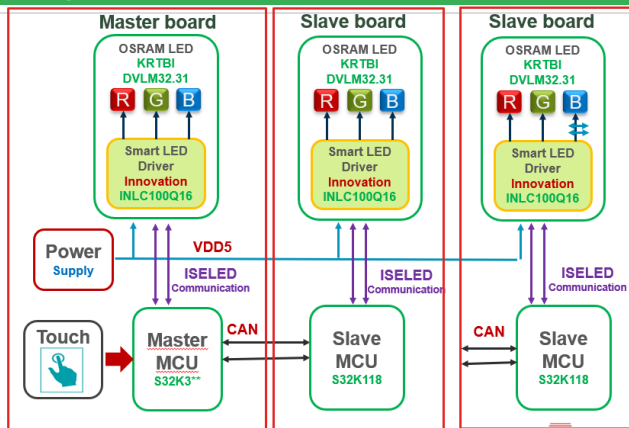 Master board
OSRAM LED
KRTBI
DVLM32.31
R G B
Smart LED
Driver
Innovation
INLC100Q16
Slave board
OSRAM LED
KRTBI
DVLM32.31
R G B
Smart LED
Driver
Innovation
INLC100Q16
Slave board
OSRAM LED
KRTBI
DVLM32.31
R G B
Smart LED
Driver
Innovation
INLC100Q16
Power
Supply
VDD5
ISELED
Communication
ISELED
Communication
ISELED
Communication
Touch
Master
MCU
S32K3**
CAN
Slave
MCU
S32K118
CAN
Slave
MCU
S32K118